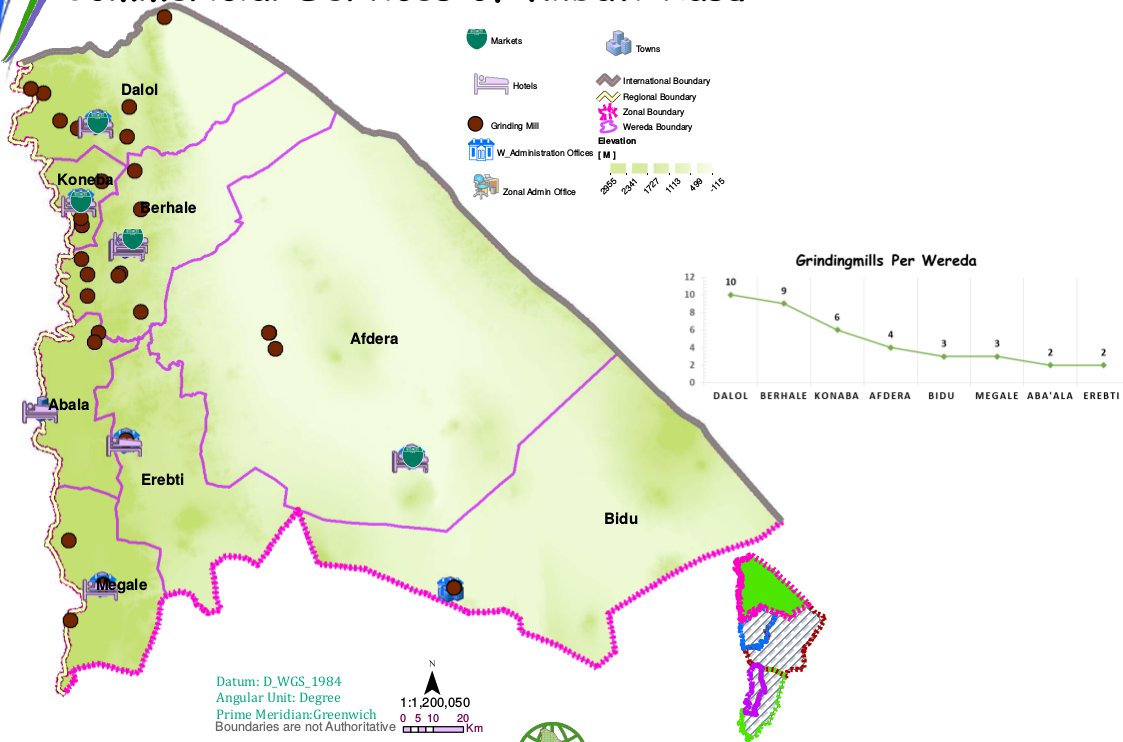 Markets
Towns
Hotels
International Boundary
Regional Boundary
Zonal Boundary
Grinding Mill
Wereda Boundary
Elevation
W_Administration Offices
[ M ]
Zonal Admin Office
2955 2341 1727 1113 499 -115
Dalol
Koneba
Berhale
Afdera
Abala
Erebti
Bidu
Megale
Grindingmills Per Wereda
12
10
8
6
4
2
0
10 9 6 4 3 3 2 2
DALOL BERHALE KONABA AFDERA BIDU MEGALE ABA'ALA EREBTI
Datum: D_WGS_1984
Angular Unit: Degree
Prime Meridian:Greenwich
Boundaries are not Authoritative
N
1:1,200,050
0 5 10 20
Km